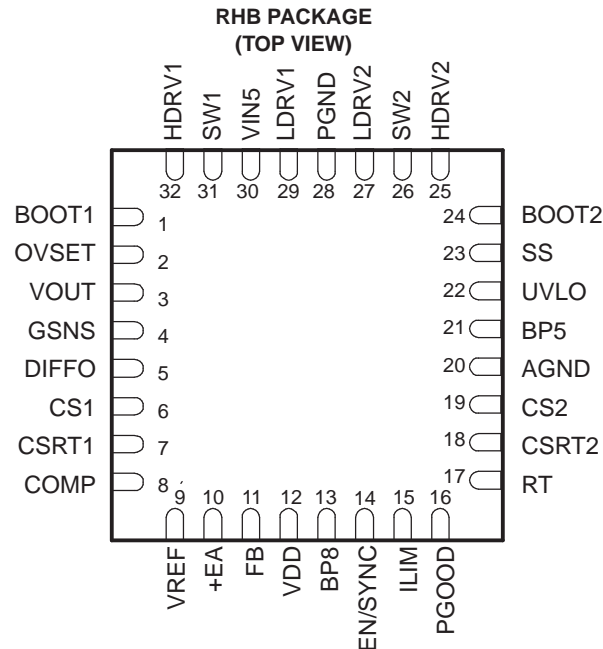 RHB PACKAGE
(TOP VIEW)
HDRV1
SW1
VIN5
LDRV1
PGND
LDRV2
SW2
HDRV2
32
31
30
29
28
27
26
25
BOOT1 1
OVSET 2
VOUT 3
GSNS 4
DIFFO 5
CS1 6
CSRT1 7
COMP 8
24 BOOT2
23 SS
22 UVLO
21 BP5
20 AGND
19 CS2
18 CSRT2
17 RT
9
10
11
12
13
14
15
16
VREF
+EA
FB
VDD
BP8
EN/SYNC
ILIM
PGOOD